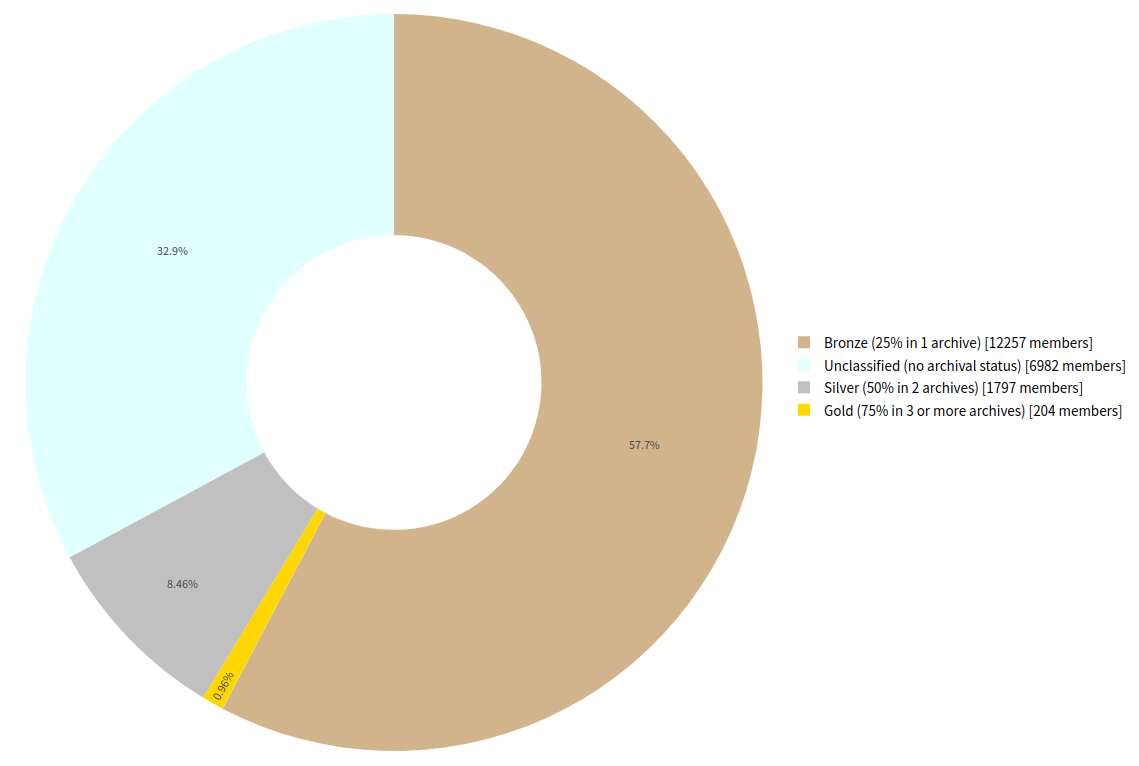 32.9%
57.7%
8.46%
0.96%
Bronze (25% in 1 archive) [12257 members]
Unclassified (no archival status) [6982 members]
Silver (50% in 2 archives) [1797 members]
Gold (75% in 3 or more archives) [204 members]